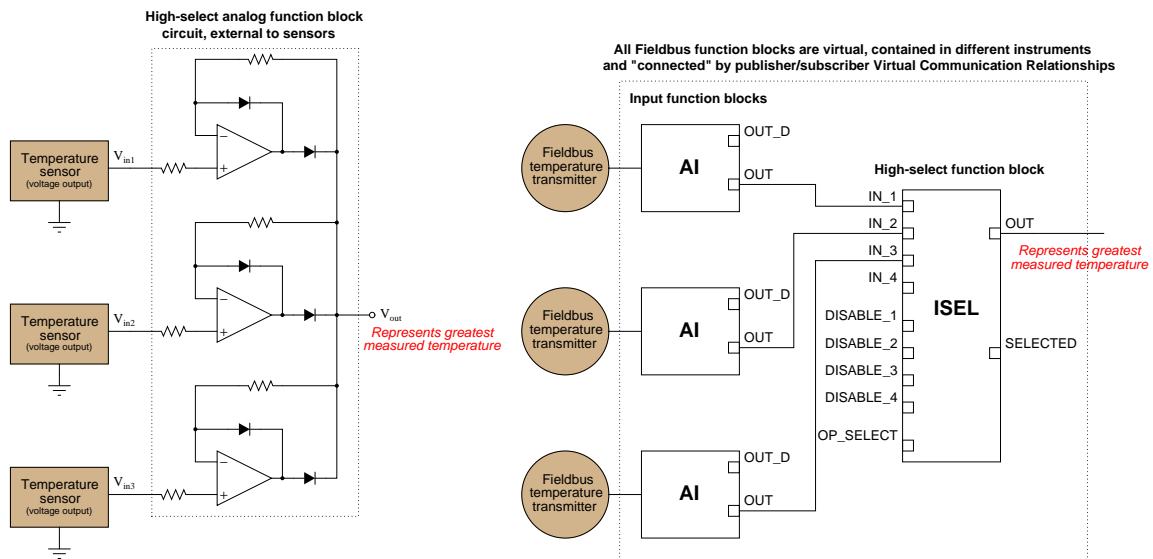 High-select analog function block
circuit, external to sensors
Temperature
sensor
(voltage output)
Vin1
−
+
Temperature
sensor
(voltage output)
Vin2
−
+
Vout
Represents greatest
measured temperature
Temperature
sensor
(voltage output)
Vin3
−
+
All Fieldbus function blocks are virtual, contained in different instruments
and "connected" by publisher/subscriber Virtual Communication Relationships
Input function blocks
Fieldbus
temperature
transmitter
AI
OUT_D
OUT
Fieldbus
temperature
transmitter
AI
OUT_D
OUT
Fieldbus
temperature
transmitter
AI
OUT_D
OUT
High-select function block
IN_1
IN_2
IN_3
IN_4
DISABLE_1
DISABLE_2
DISABLE_3
DISABLE_4
OP_SELECT
ISEL
OUT
Represents greatest
measured temperature
SELECTED